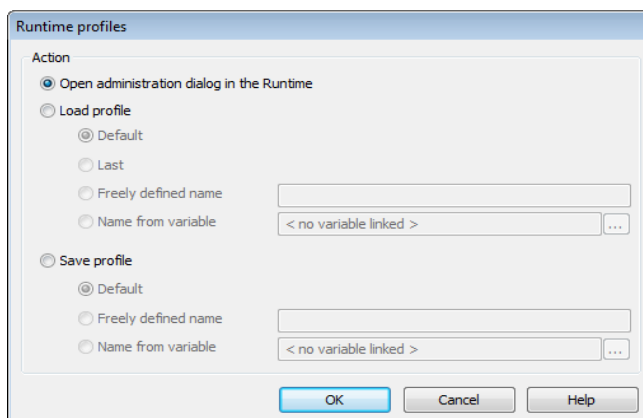 Runtime profiles
Action
Open administration dialog in the Runtime
Load profile
Default
Last
Freely defined name
Name from variable < no variable linked > ...
Save profile
Default
Freely defined name
Name from variable < no variable linked > ...
OK Cancel Help